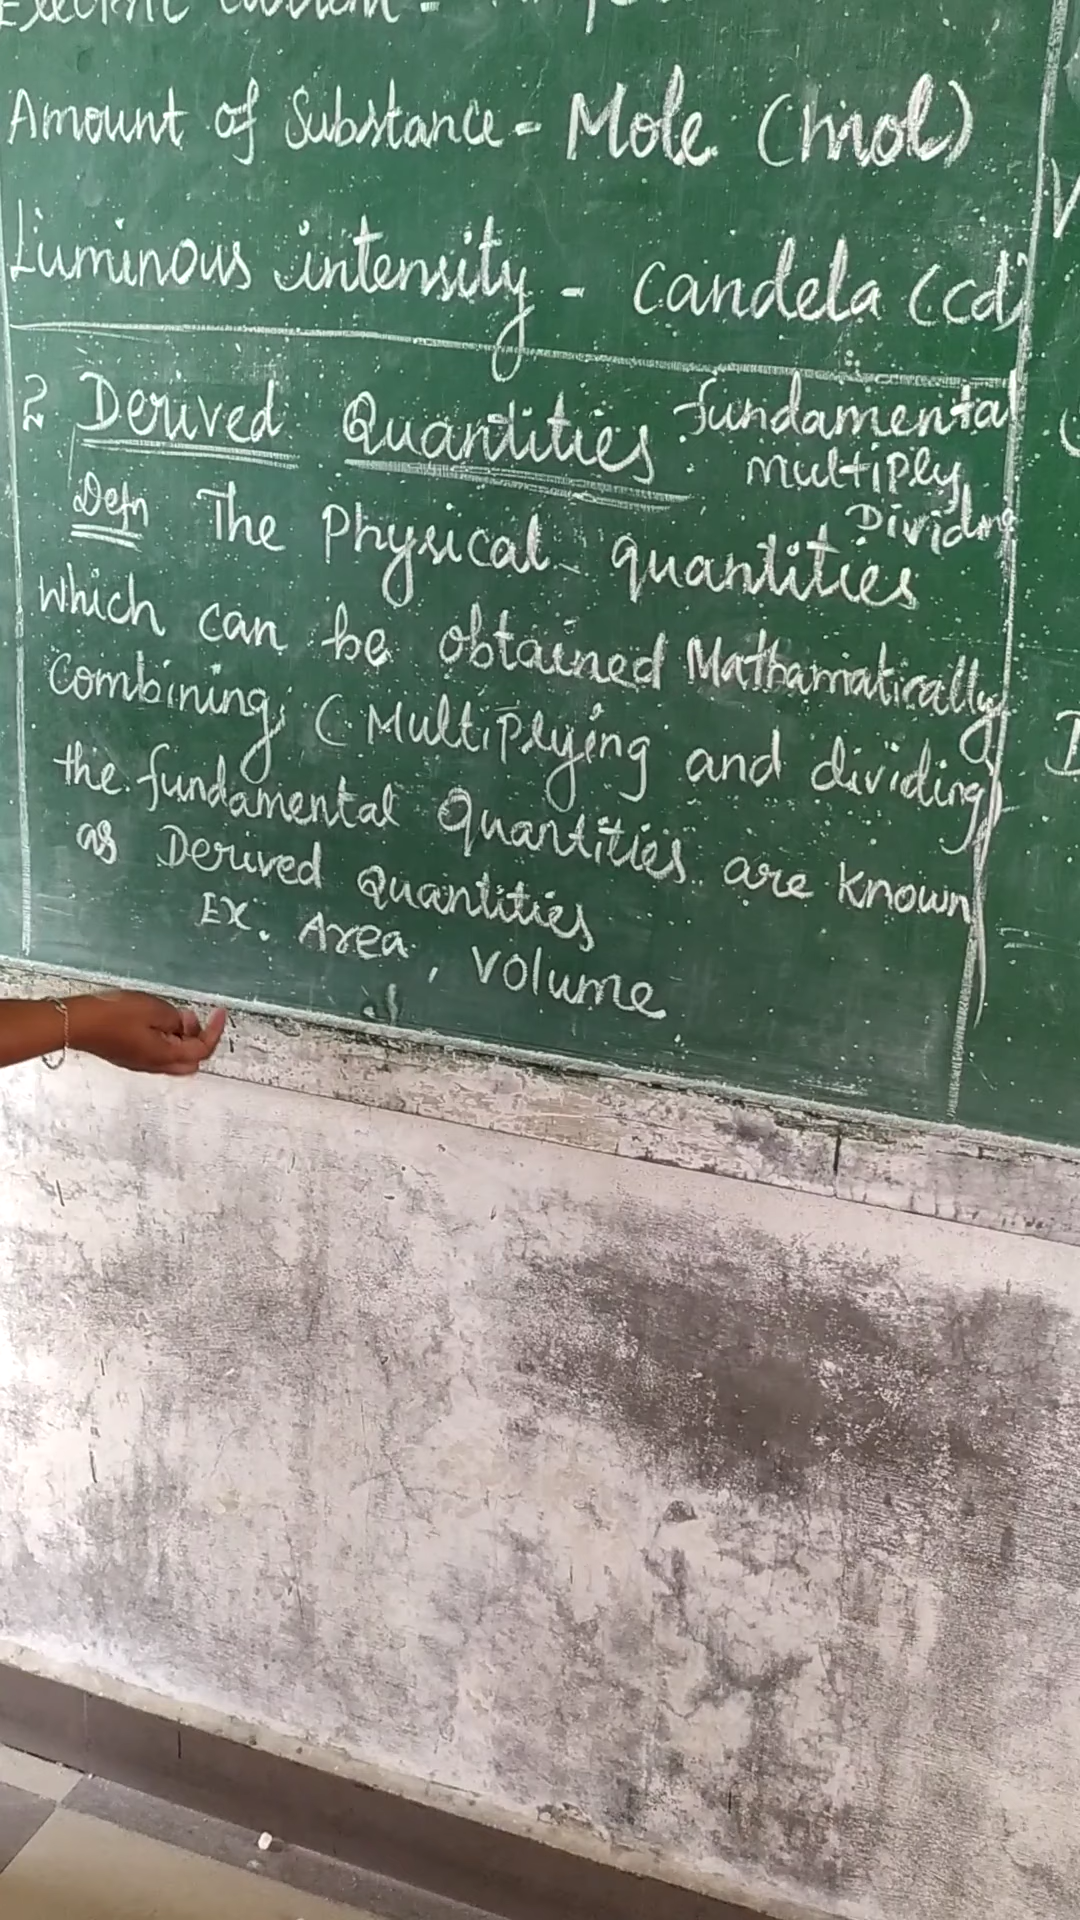 Electric Current -
Amount of Substance - Mole (mol)
Luminous intensity - Candela (cd)
2 Derived Quantities fundamental
multiply
Dividing
Defn The Physical quantities
which can be obtained Mathamatically
Combining (Multiplying and dividing)
the fundamental Quantities are known
as Derived quantities
Ex. Area, Volume